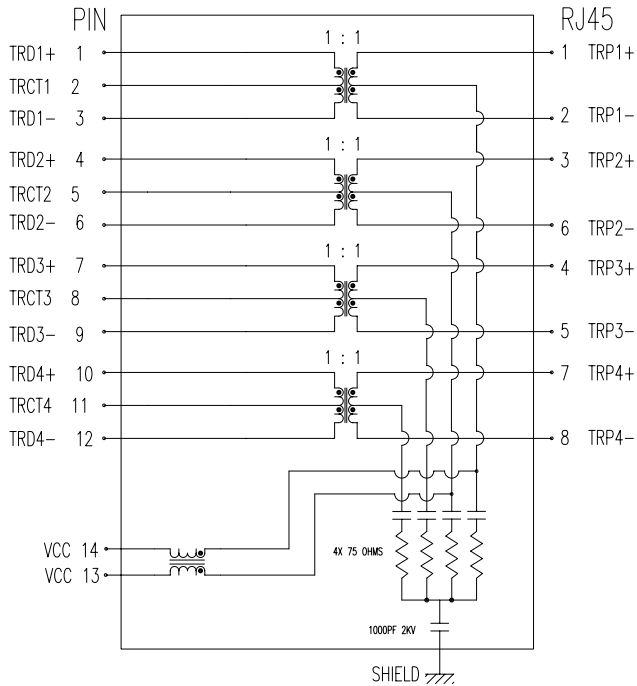 PIN RJ45
1 : 1
TRD1+ 1 1 TRP1+
TRCT1 2
TRD1- 3 2 TRP1-
1 : 1
TRD2+ 4 3 TRP2+
TRCT2 5
TRD2- 6 6 TRP2-
1 : 1
TRD3+ 7 4 TRP3+
TRCT3 8
TRD3- 9 5 TRP3-
1 : 1
TRD4+ 10 7 TRP4+
TRCT4 11
TRD4- 12 8 TRP4-
VCC 14 4X 75 OHMS
VCC 13
1000PF 2KV
SHIELD